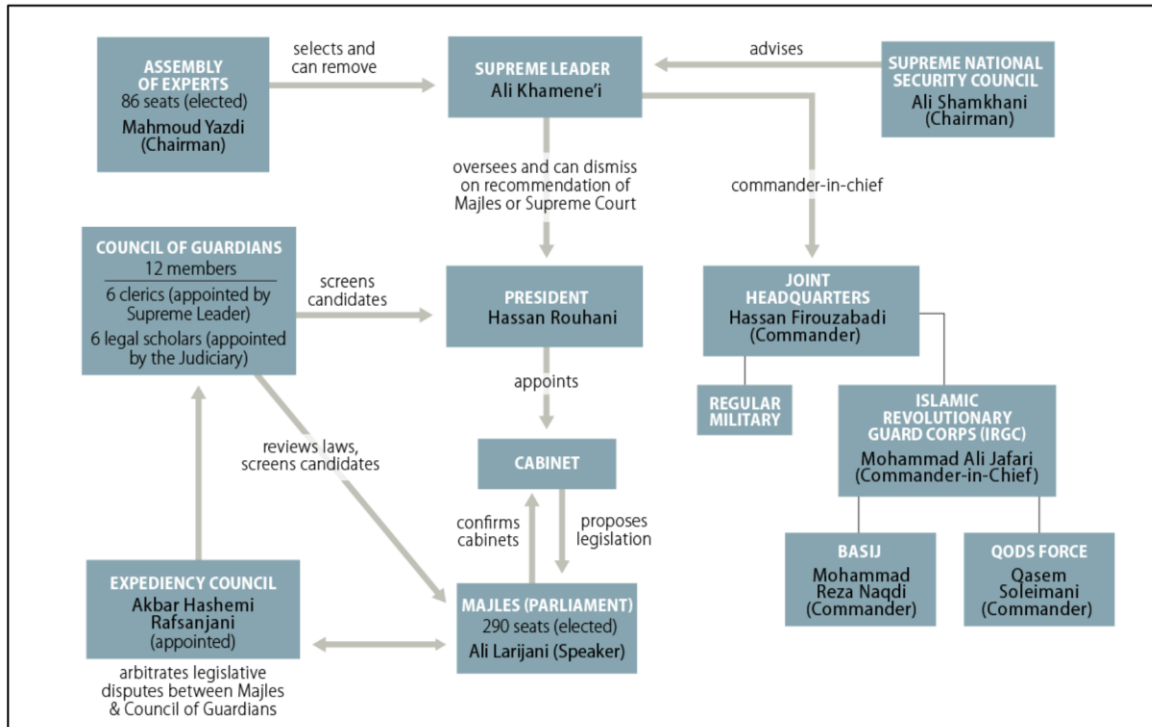 ASSEMBLY
OF EXPERTS
86 seats (elected)
Mahmoud Yazdi
(Chairman)
selects and
can remove
SUPREME LEADER
Ali Khamene'i
advises
SUPREME NATIONAL
SECURITY COUNCIL
Ali Shamkhani
(Chairman)
oversees and can dismiss
on recommendation of
Majles or Supreme Court
commander-in-chief
COUNCIL OF GUARDIANS
12 members
6 clerics (appointed by
Supreme Leader)
6 legal scholars (appointed
by the Judiciary)
screens
candidates
PRESIDENT
Hassan Rouhani
JOINT
HEADQUARTERS
Hassan Firouzabadi
(Commander)
appoints
REGULAR
MILITARY
ISLAMIC
REVOLUTIONARY
GUARD CORPS (IRGC)
Mohammad Ali Jafari
(Commander-in-Chief)
reviews laws,
screens candidates
CABINET
confirms
cabinets
proposes
legislation
BASIJ
Mohammad
Reza Naqdi
(Commander)
QODS FORCE
Qasem
Soleimani
(Commander)
EXPEDIENCY COUNCIL
Akbar Hashemi
Rafsanjani
(appointed)
MAJLES (PARLIAMENT)
290 seats (elected)
Ali Larijani (Speaker)
arbitrates legislative
disputes between Majles
& Council of Guardians